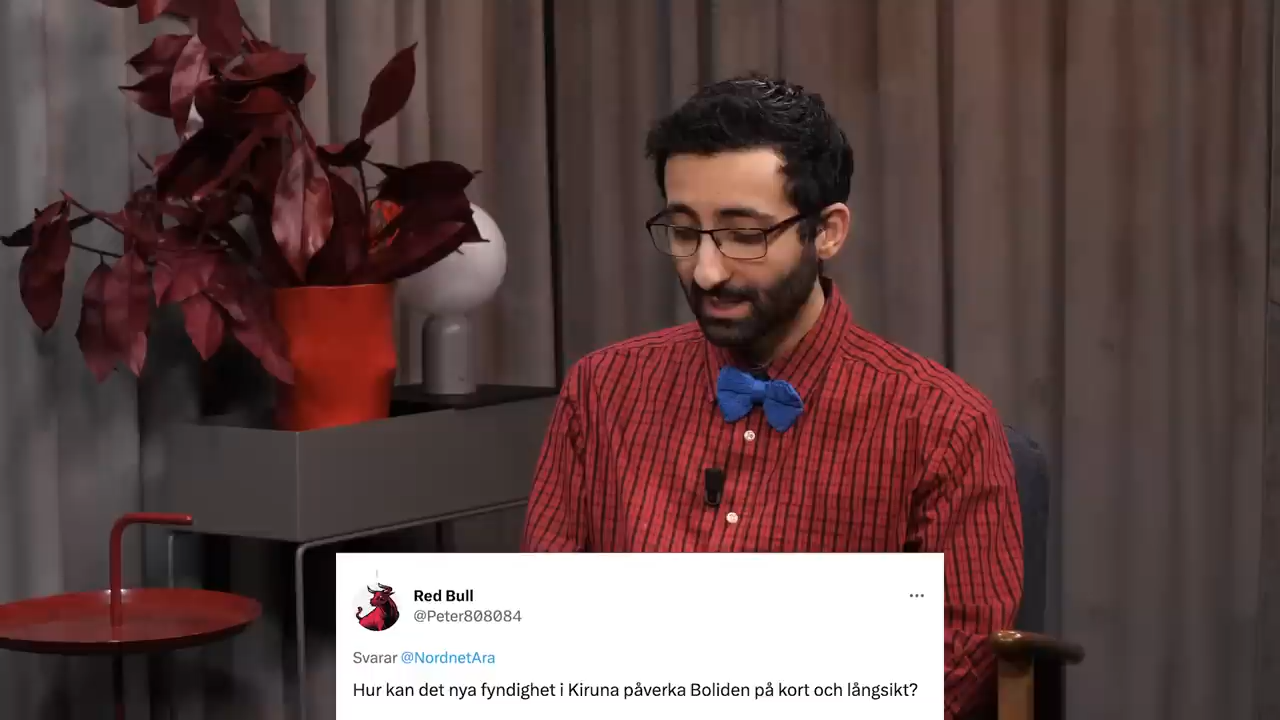 Red Bull
@Peter808084
Svarar @NordnetAra
Hur kan det nya fyndighet i Kiruna påverka Boliden på kort och långsikt?